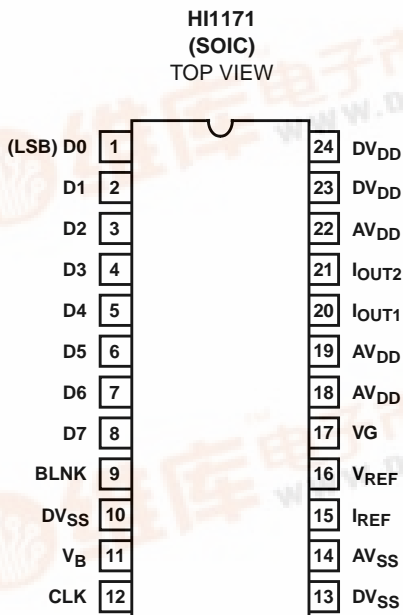 HI1171
(SOIC)
TOP VIEW
(LSB) D0 1 24 DVDD
D1 2 23 DVDD
D2 3 22 AVDD
D3 4 21 IOUT2
D4 5 20 IOUT1
D5 6 19 AVDD
D6 7 18 AVDD
D7 8 17 VG
BLNK 9 16 VREF
DVSS 10 15 IREF
VB 11 14 AVSS
CLK 12 13 DVSS